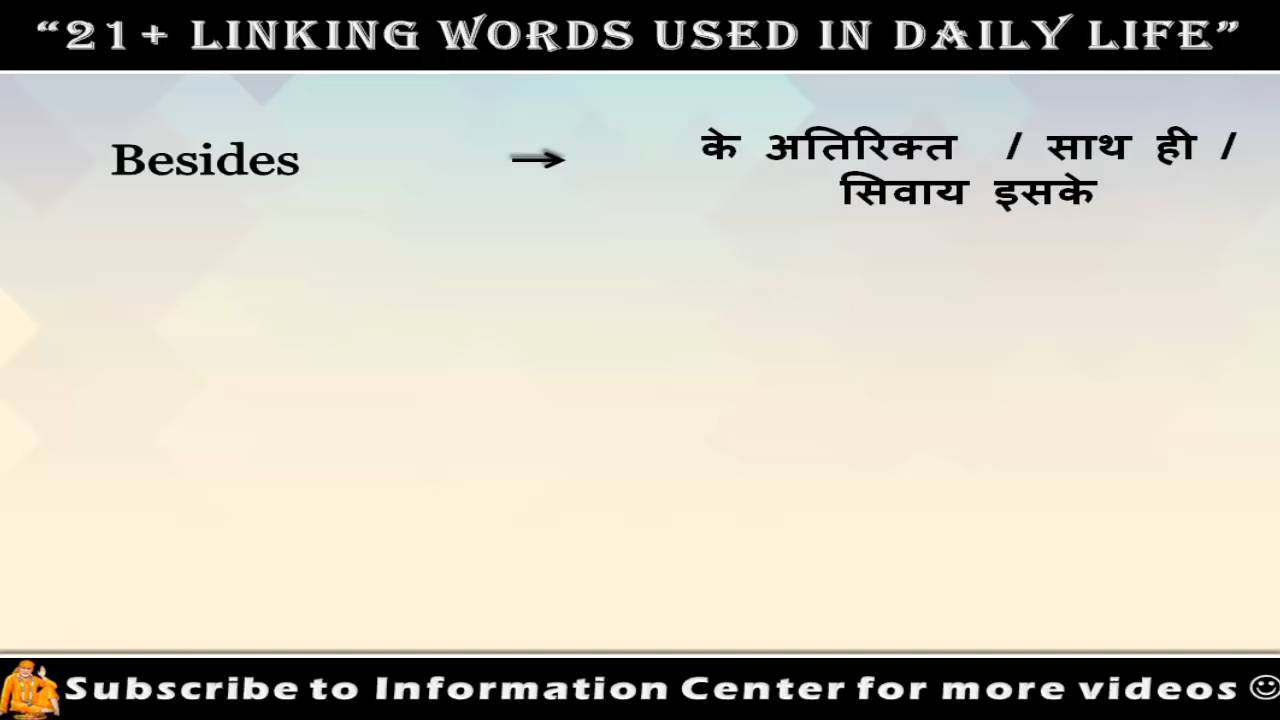 “21+ LINKING WORDS USED IN DAILY LIFE”
Besides → के अतिरिक्त / साथ ही /
सिवाय इसके
Subscribe to Information Center for more videos ☺